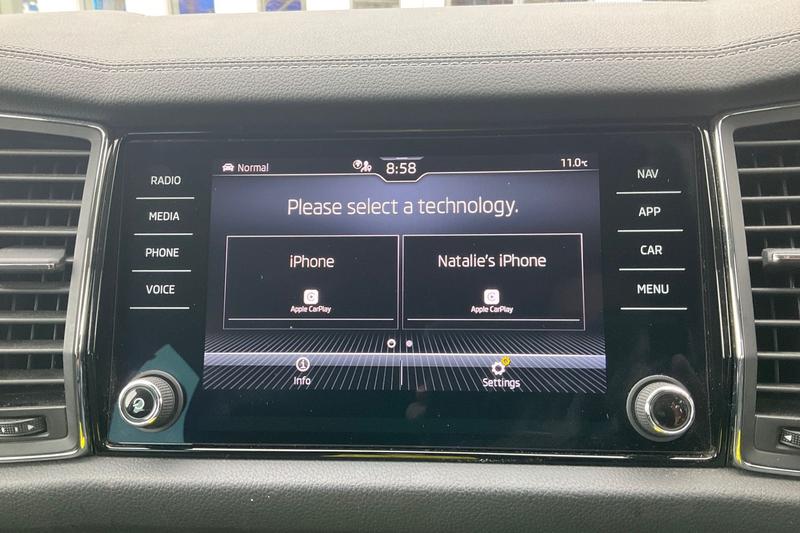 Normal
8:58
11.0°C
RADIO
MEDIA
PHONE
VOICE
Please select a technology.
iPhone
Apple CarPlay
Natalie's iPhone
Apple CarPlay
Info
Settings
NAV
APP
CAR
MENU